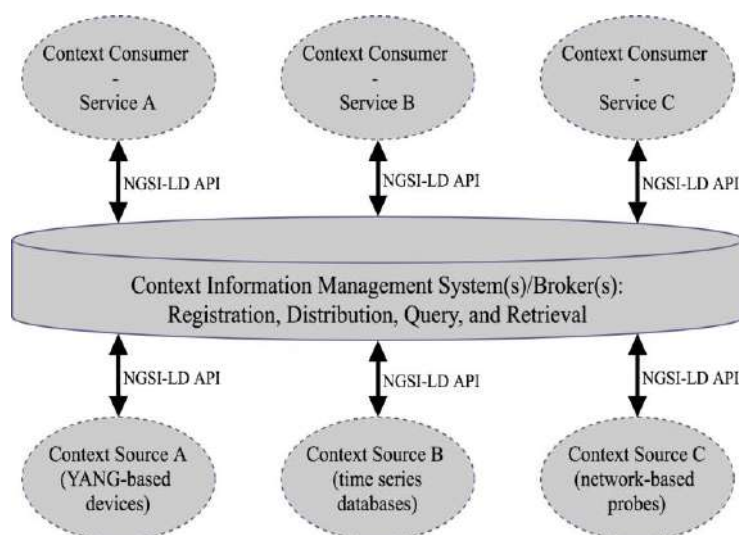 Context Consumer
-
Service A
Context Consumer
-
Service B
Context Consumer
-
Service C
NGSI-LD API
NGSI-LD API
NGSI-LD API
Context Information Management System(s)/Broker(s):
Registration, Distribution, Query, and Retrieval
NGSI-LD API
NGSI-LD API
NGSI-LD API
Context Source A
(YANG-based
devices)
Context Source B
(time series
databases)
Context Source C
(network-based
probes)